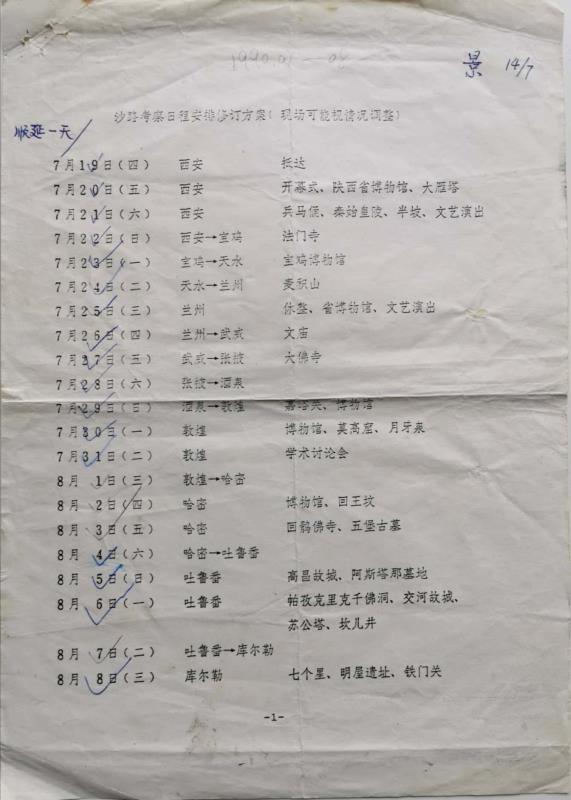 景 14/7
沙路考察日程安排修订方案(现场可能视情况调整)
顺延一天
7月19日(四) 西安 抵达
7月20日(五) 西安 开幕式、陕西省博物馆、大雁塔
7月21日(六) 西安 兵马俑、秦始皇陵、半坡、文艺演出
7月22日(日) 西安→宝鸡 法门寺
7月23日(一) 宝鸡→天水 宝鸡博物馆
7月24日(二) 天水→兰州 麦积山
7月25日(三) 兰州 休整、省博物馆、文艺演出
7月26日(四) 兰州→武威 文庙
7月27日(五) 武威→张掖 大佛寺
7月28日(六) 张掖→酒泉
7月29日(日) 酒泉→敦煌 嘉峪关、博物馆
7月30日(一) 敦煌 博物馆、莫高窟、月牙泉
7月31日(二) 敦煌 学术讨论会
8月 1日(三) 敦煌→哈密
8月 2日(四) 哈密 博物馆、回王坟
8月 3日(五) 哈密 回鹘佛寺、五堡古墓
8月 4日(六) 哈密→吐鲁番
8月 5日(日) 吐鲁番 高昌故城、阿斯塔那墓地
8月 6日(一) 吐鲁番 帕孜克里克千佛洞、交河故城、
苏公塔、坎儿井
8月 7日(二) 吐鲁番→库尔勒
8月 8日(三) 库尔勒 七个星、明屋遗址、铁门关
-1-